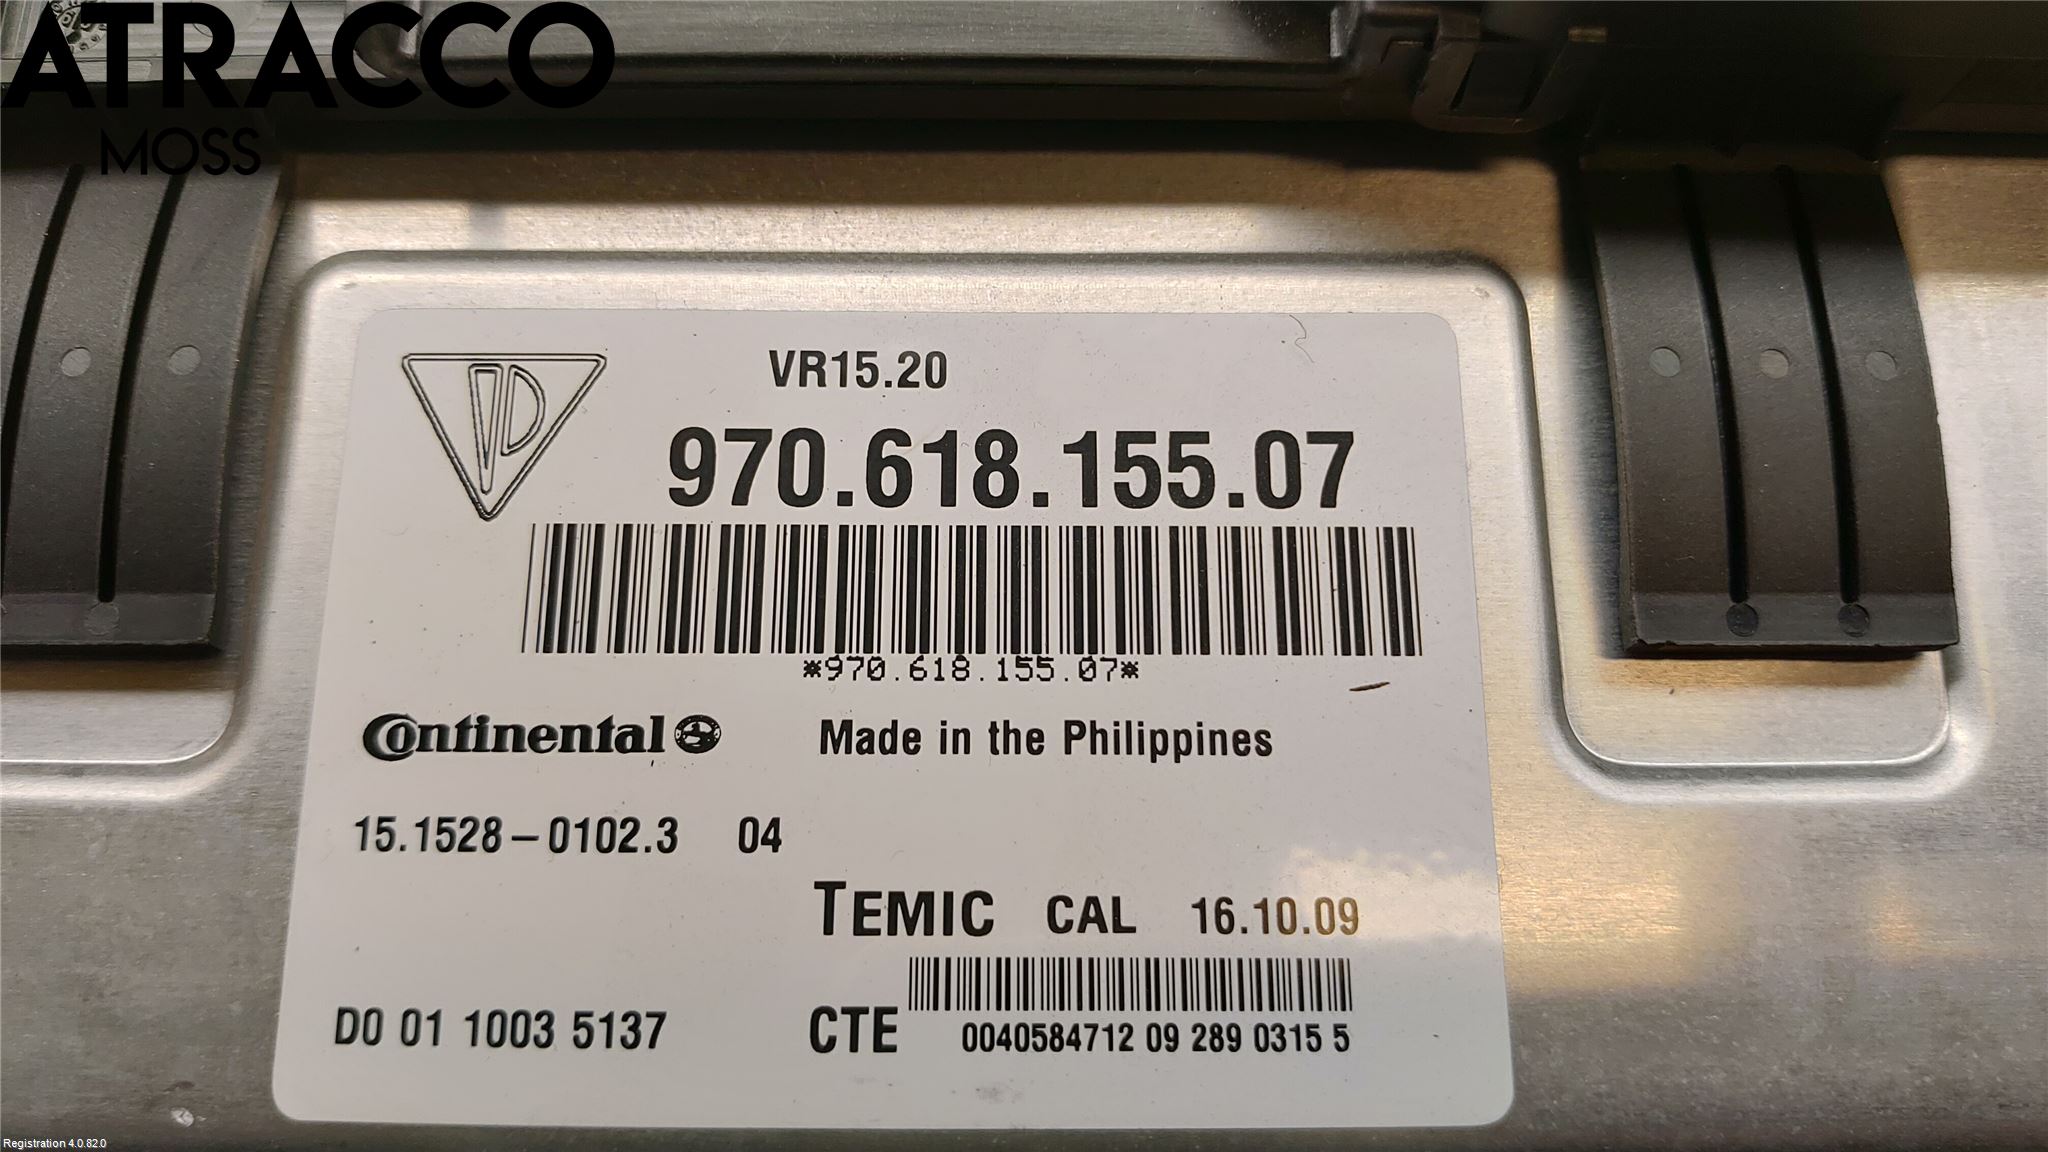 ATRACCO
MOSS
VR15.20
970.618.155.07
*970.618.155.07*
Continental Made in the Philippines
15.1528-0102.3 04
TEMIC CAL 16.10.09
D0 01 1003 5137 CTE 0040584712 09 289 0315 5
Registration 4.0.82.0